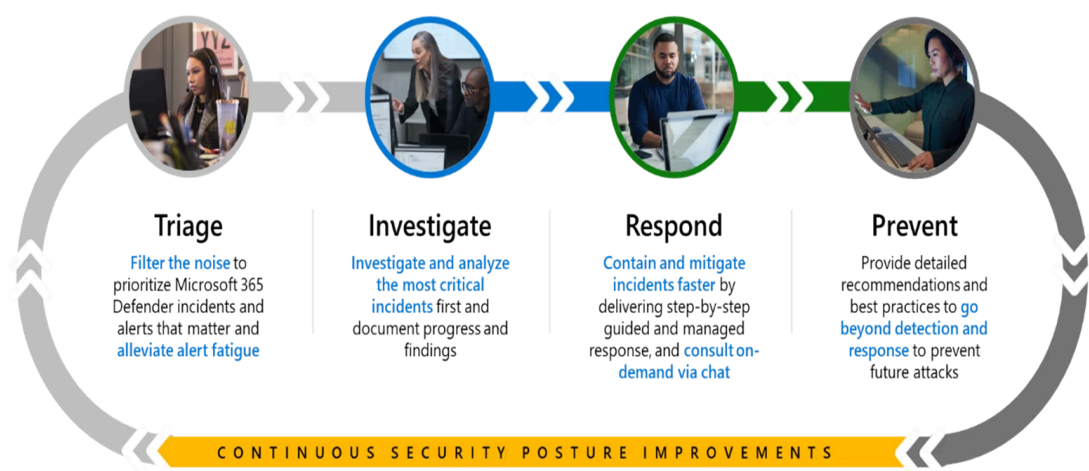 YYZ
Triage
Filter the noise to
prioritize Microsoft 365
Defender incidents and
alerts that matter and
alleviate alert fatigue
Investigate
Investigate and analyze
the most critical
incidents first and
document progress and
findings
Respond
Contain and mitigate
incidents faster by
delivering step-by-step
guided and managed
response, and consult on-
demand via chat
Prevent
Provide detailed
recommendations and
best practices to go
beyond detection and
response to prevent
future attacks
CONTINUOUS SECURITY POSTURE IMPROVEMENTS